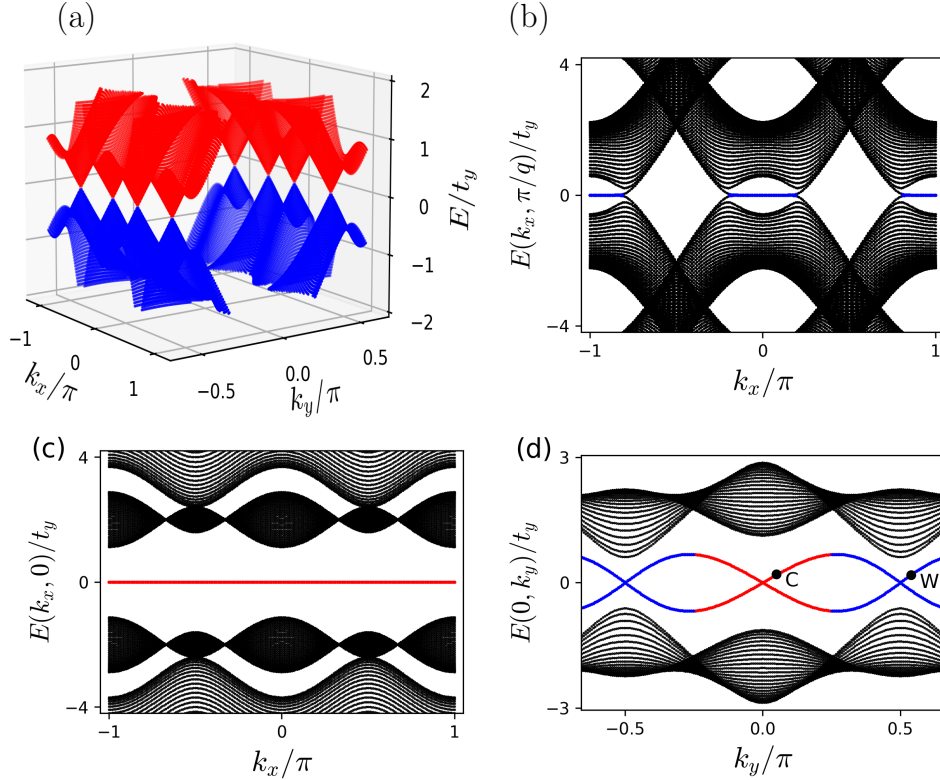 (a)
2
1
0
−1
−2
E/t_y
−1
0
1
k_x/π
−0.5
0.0
0.5
k_y/π
4
0
−4
E(k_x, π/q)/t_y
−1
0
1
k_x/π
(c)
4
0
−4
E(k_x, 0)/t_y
−1
0
1
k_x/π
(d)
3
0
−3
E(0, k_y)/t_y
C
W
−0.5
0.0
0.5
k_y/π
(b)